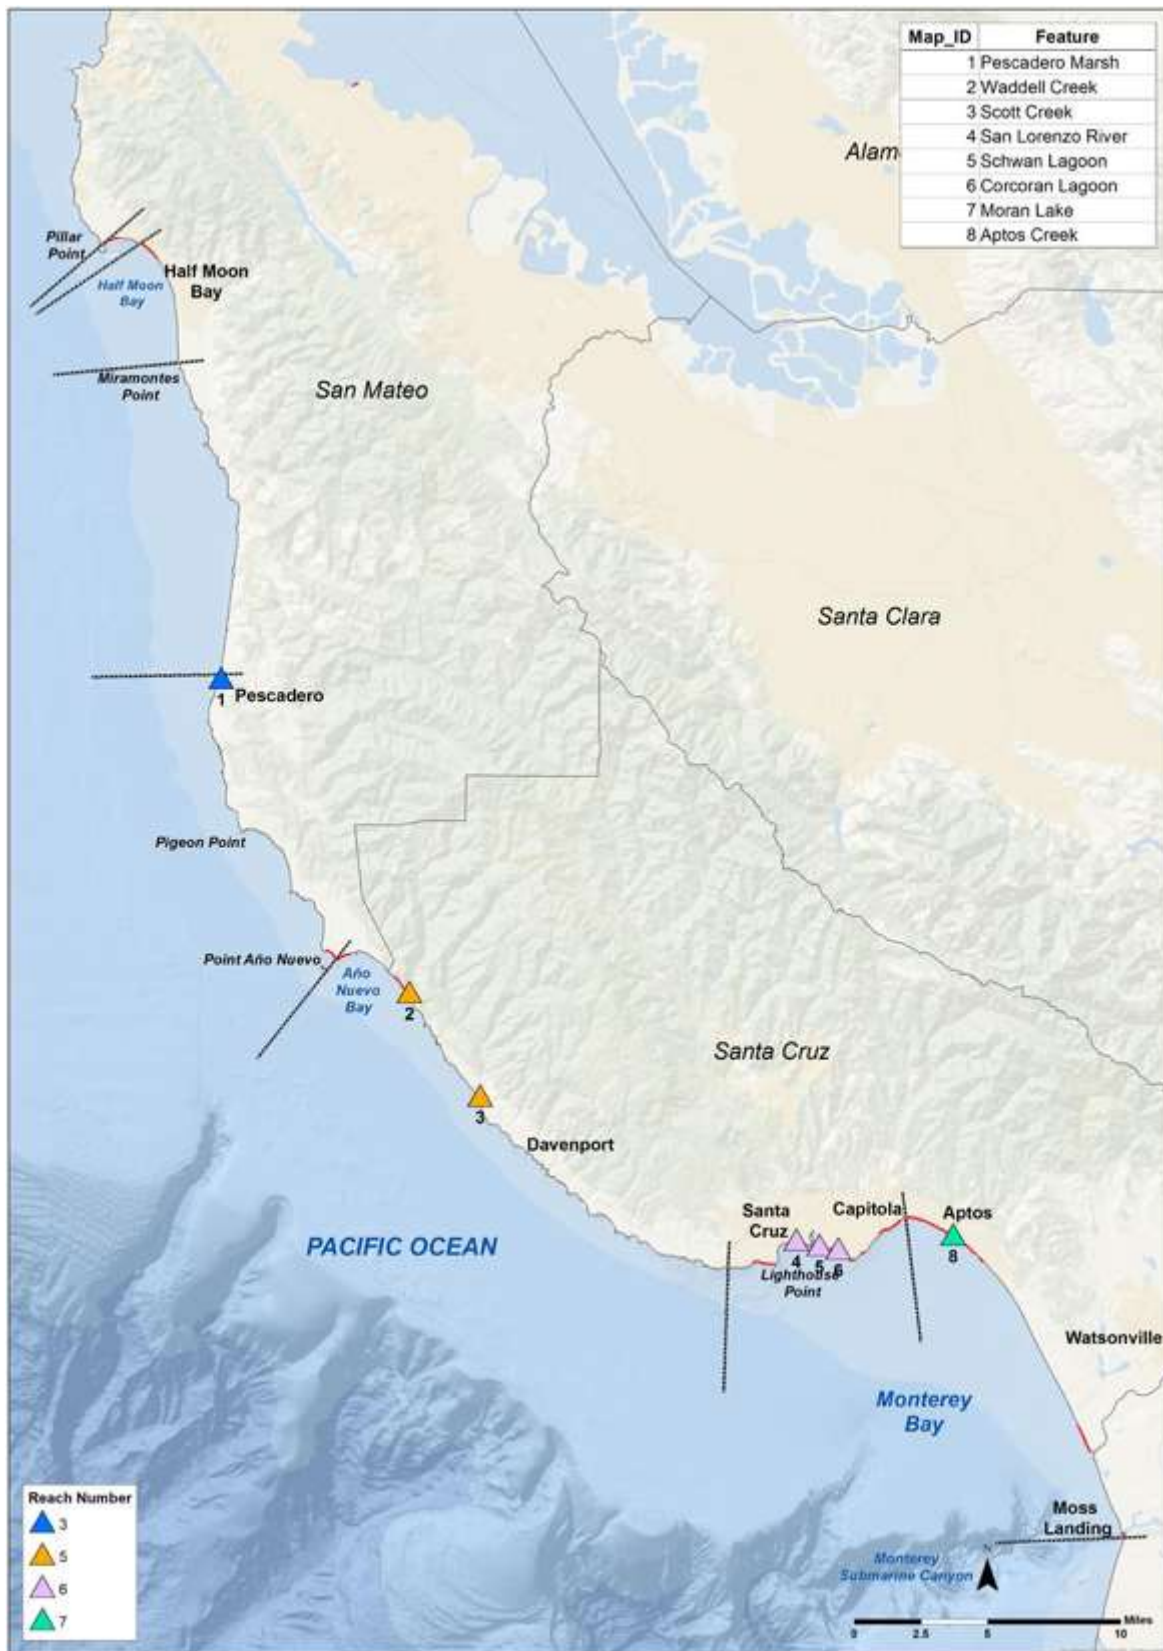 Map_ID Feature
1 Pescadero Marsh
2 Waddell Creek
3 Scott Creek
4 San Lorenzo River
5 Schwan Lagoon
6 Corcoran Lagoon
7 Moran Lake
8 Aptos Creek
Alam
Pillar
Point
Half Moon
Bay
Half Moon
Bay
Miramontes
Point
San Mateo
Santa Clara
1
Pescadero
Pigeon Point
Point Año Nuevo
Año
Nuevo
Bay
2
Santa Cruz
3
Davenport
Santa
Cruz
Capitola
Aptos
4
5
6
8
Lighthouse
Point
PACIFIC OCEAN
Watsonville
Monterey
Bay
Moss
Landing
Monterey
Submarine Canyon
N
Reach Number
3
5
6
7
Miles
0 2.5 5 10